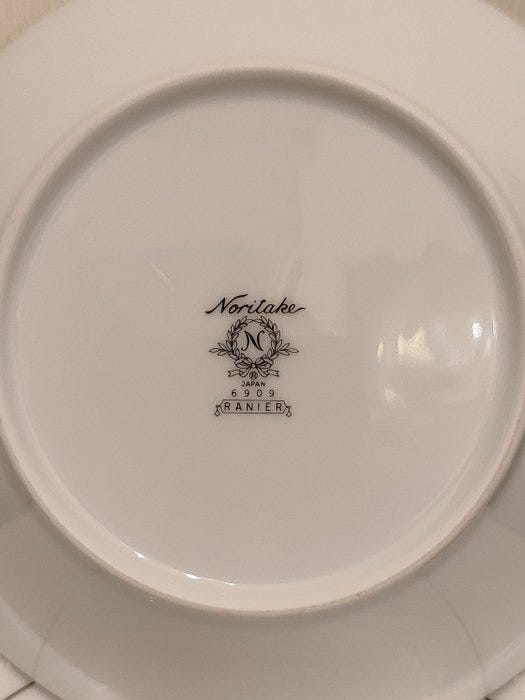 Noritake
N
®
JAPAN
6909
RANIER